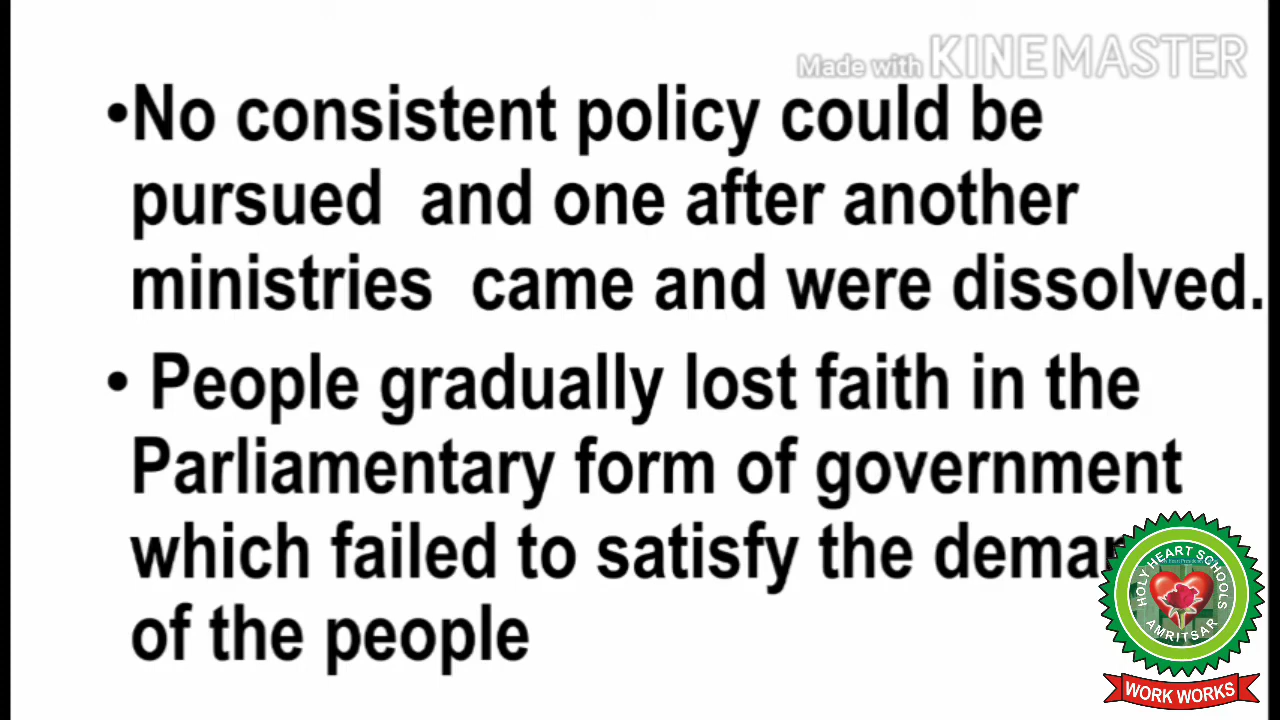 Made with KINEMASTER
•No consistent policy could be
pursued and one after another
ministries came and were dissolved.
• People gradually lost faith in the
Parliamentary form of government
which failed to satisfy the
of the people
HOLY HEART SCHOOLS
AMRITSAR
WORK WORKS